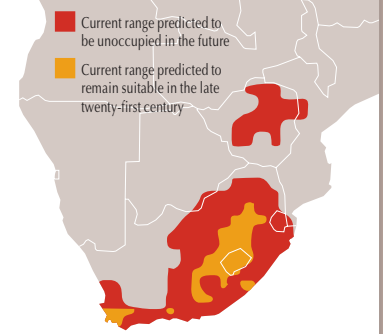 Current range predicted to
be unoccupied in the future
Current range predicted to
remain suitable in the late
twenty-first century